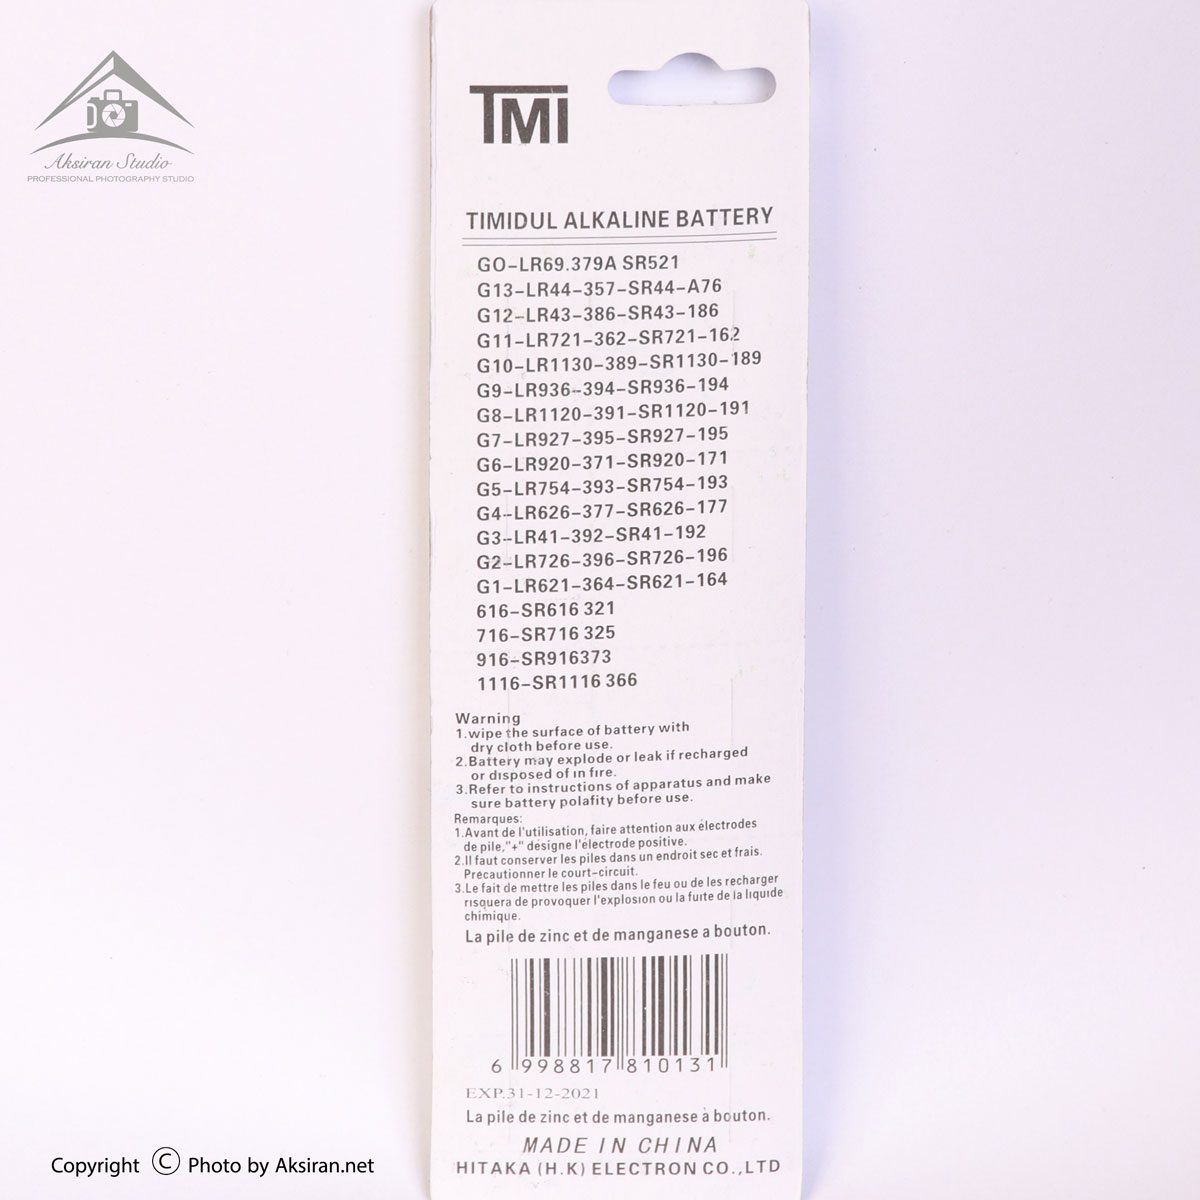 Aksiran Studio
PROFESSIONAL PHOTOGRAPHY STUDIO
TMI
TIMIDUL ALKALINE BATTERY
GO-LR69.379A SR521
G13-LR44-357-SR44-A76
G12-LR43-386-SR43-186
G11-LR721-362-SR721-162
G10-LR1130-389-SR1130-189
G9-LR936-394-SR936-194
G8-LR1120-391-SR1120-191
G7-LR927-395-SR927-195
G6-LR920-371-SR920-171
G5-LR754-393-SR754-193
G4-LR626-377-SR626-177
G3-LR41-392-SR41-192
G2-LR726-396-SR726-196
G1-LR621-364-SR621-164
616-SR616 321
716-SR716 325
916-SR916373
1116-SR1116 366
Warning
1.wipe the surface of battery with
dry cloth before use.
2.Battery may explode or leak if recharged
or disposed of in fire.
3.Refer to instructions of apparatus and make
sure battery polafity before use.
Remarques:
1.Avant de l'utilisation, faire attention aux électrodes
de pile,"+" désigne l'électrode positive.
2.Il faut conserver les piles dans un endroit sec et frais.
Précautionner le court-circuit.
3.Le fait de mettre les piles dans le feu ou de les recharger
risquera de provoquer l'explosion ou la fuite de la liquide
chimique.
La pile de zinc et de manganese a bouton.
6 998817 810131
EXP.31-12-2021
La pile de zinc et de manganese à bouton.
MADE IN CHINA
HITAKA (H.K) ELECTRON CO.,LTD
Copyright © Photo by Aksiran.net